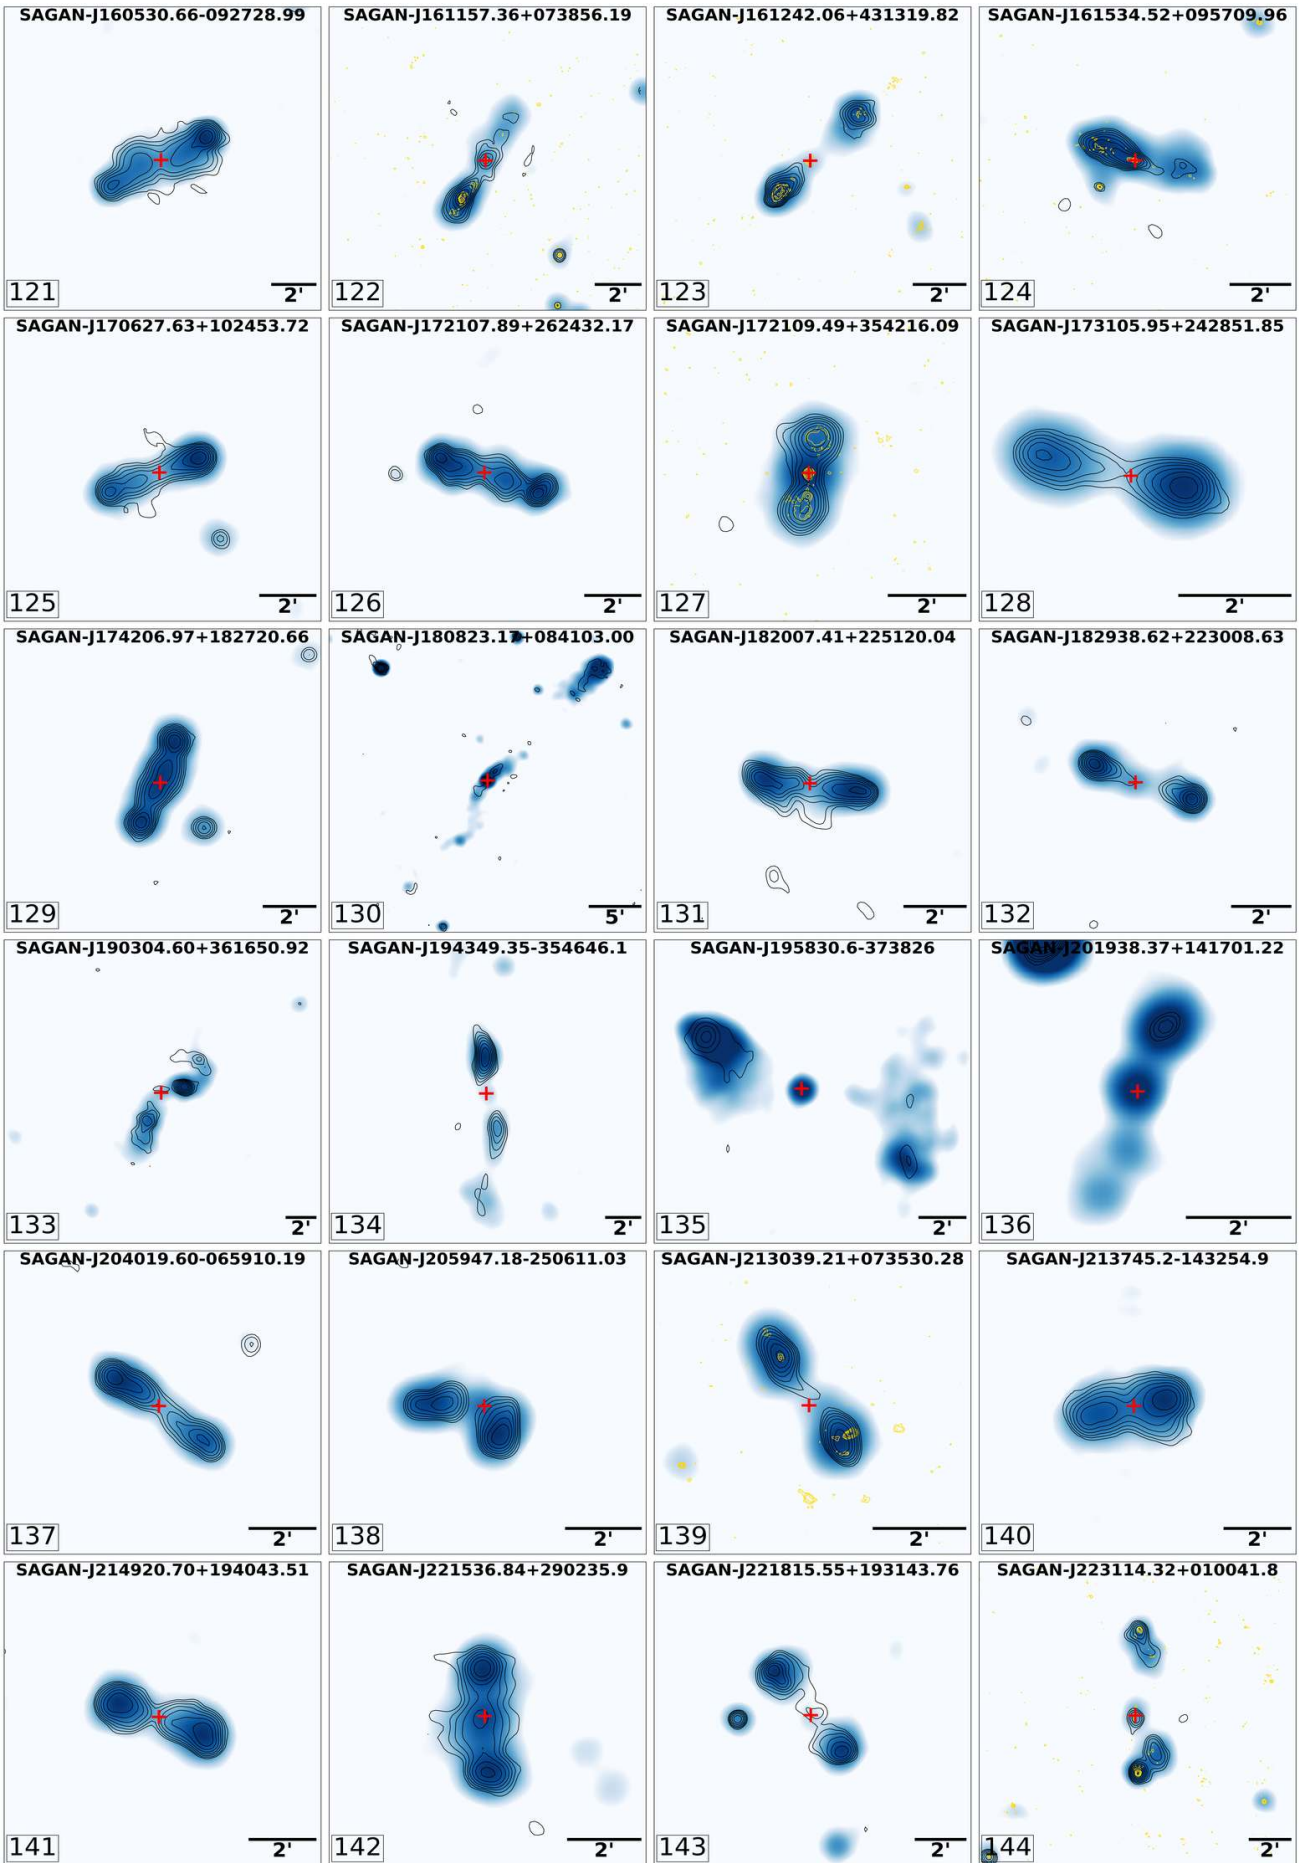 SAGAN-J160530.66-092728.99
SAGAN-J161157.36+073856.19
SAGAN-J161242.06+431319.82
SAGAN-J161534.52+095709.96
121
2'
122
2'
123
2'
124
2'
SAGAN-J170627.63+102453.72
SAGAN-J172107.89+262432.17
SAGAN-J172109.49+354216.09
SAGAN-J173105.95+242851.85
125
2'
126
2'
127
2'
128
2'
SAGAN-J174206.97+182720.66
SAGAN-J180823.17+084103.00
SAGAN-J182007.41+225120.04
SAGAN-J182938.62+223008.63
129
2'
130
5'
131
2'
132
2'
SAGAN-J190304.60+361650.92
SAGAN-J194349.35-354646.1
SAGAN-J195830.6-373826
SAGAN-J201938.37+141701.22
133
2'
134
2'
135
2'
136
2'
SAGAN-J204019.60-065910.19
SAGAN-J205947.18-250611.03
SAGAN-J213039.21+073530.28
SAGAN-J213745.2-143254.9
137
2'
138
2'
139
2'
140
2'
SAGAN-J214920.70+194043.51
SAGAN-J221536.84+290235.9
SAGAN-J221815.55+193143.76
SAGAN-J223114.32+010041.8
141
2'
142
2'
143
2'
144
2'